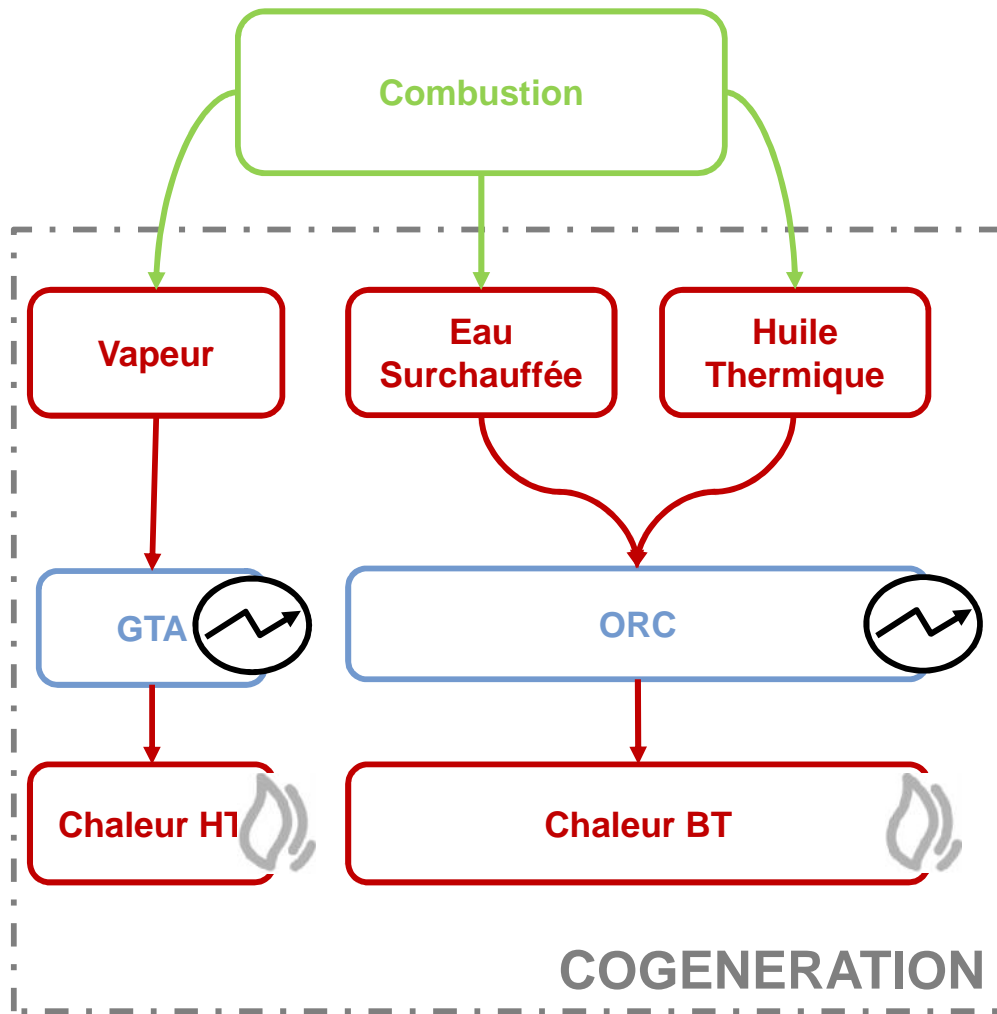 Combustion
Vapeur
Eau
Surchauffée
Huile
Thermique
GTA
ORC
Chaleur HT
Chaleur BT
COGENERATION